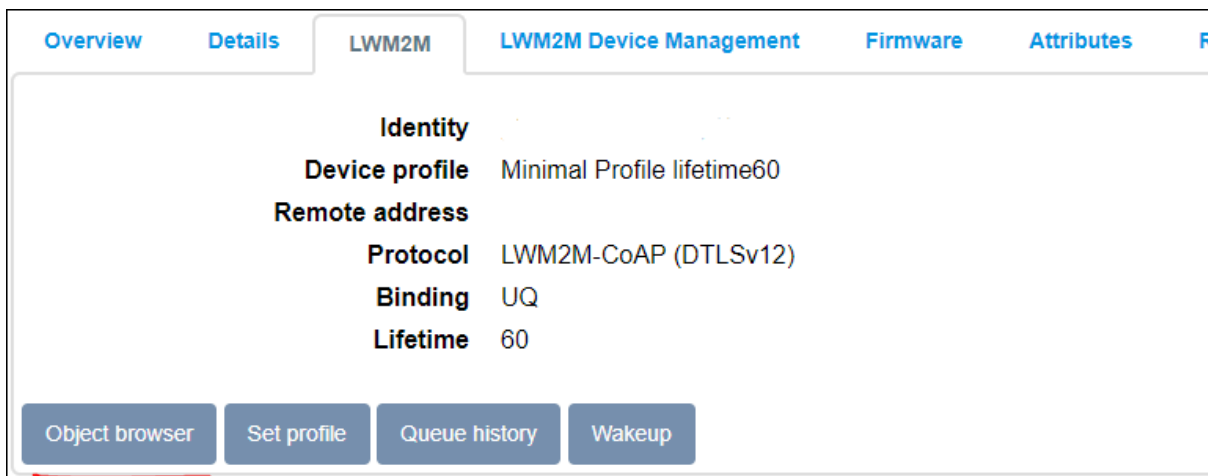 Overview Details LWM2M LWM2M Device Management Firmware Attributes
Identity
Device profile Minimal Profile lifetime60
Remote address
Protocol LWM2M-CoAP (DTLSv12)
Binding UQ
Lifetime 60
Object browser Set profile Queue history Wakeup